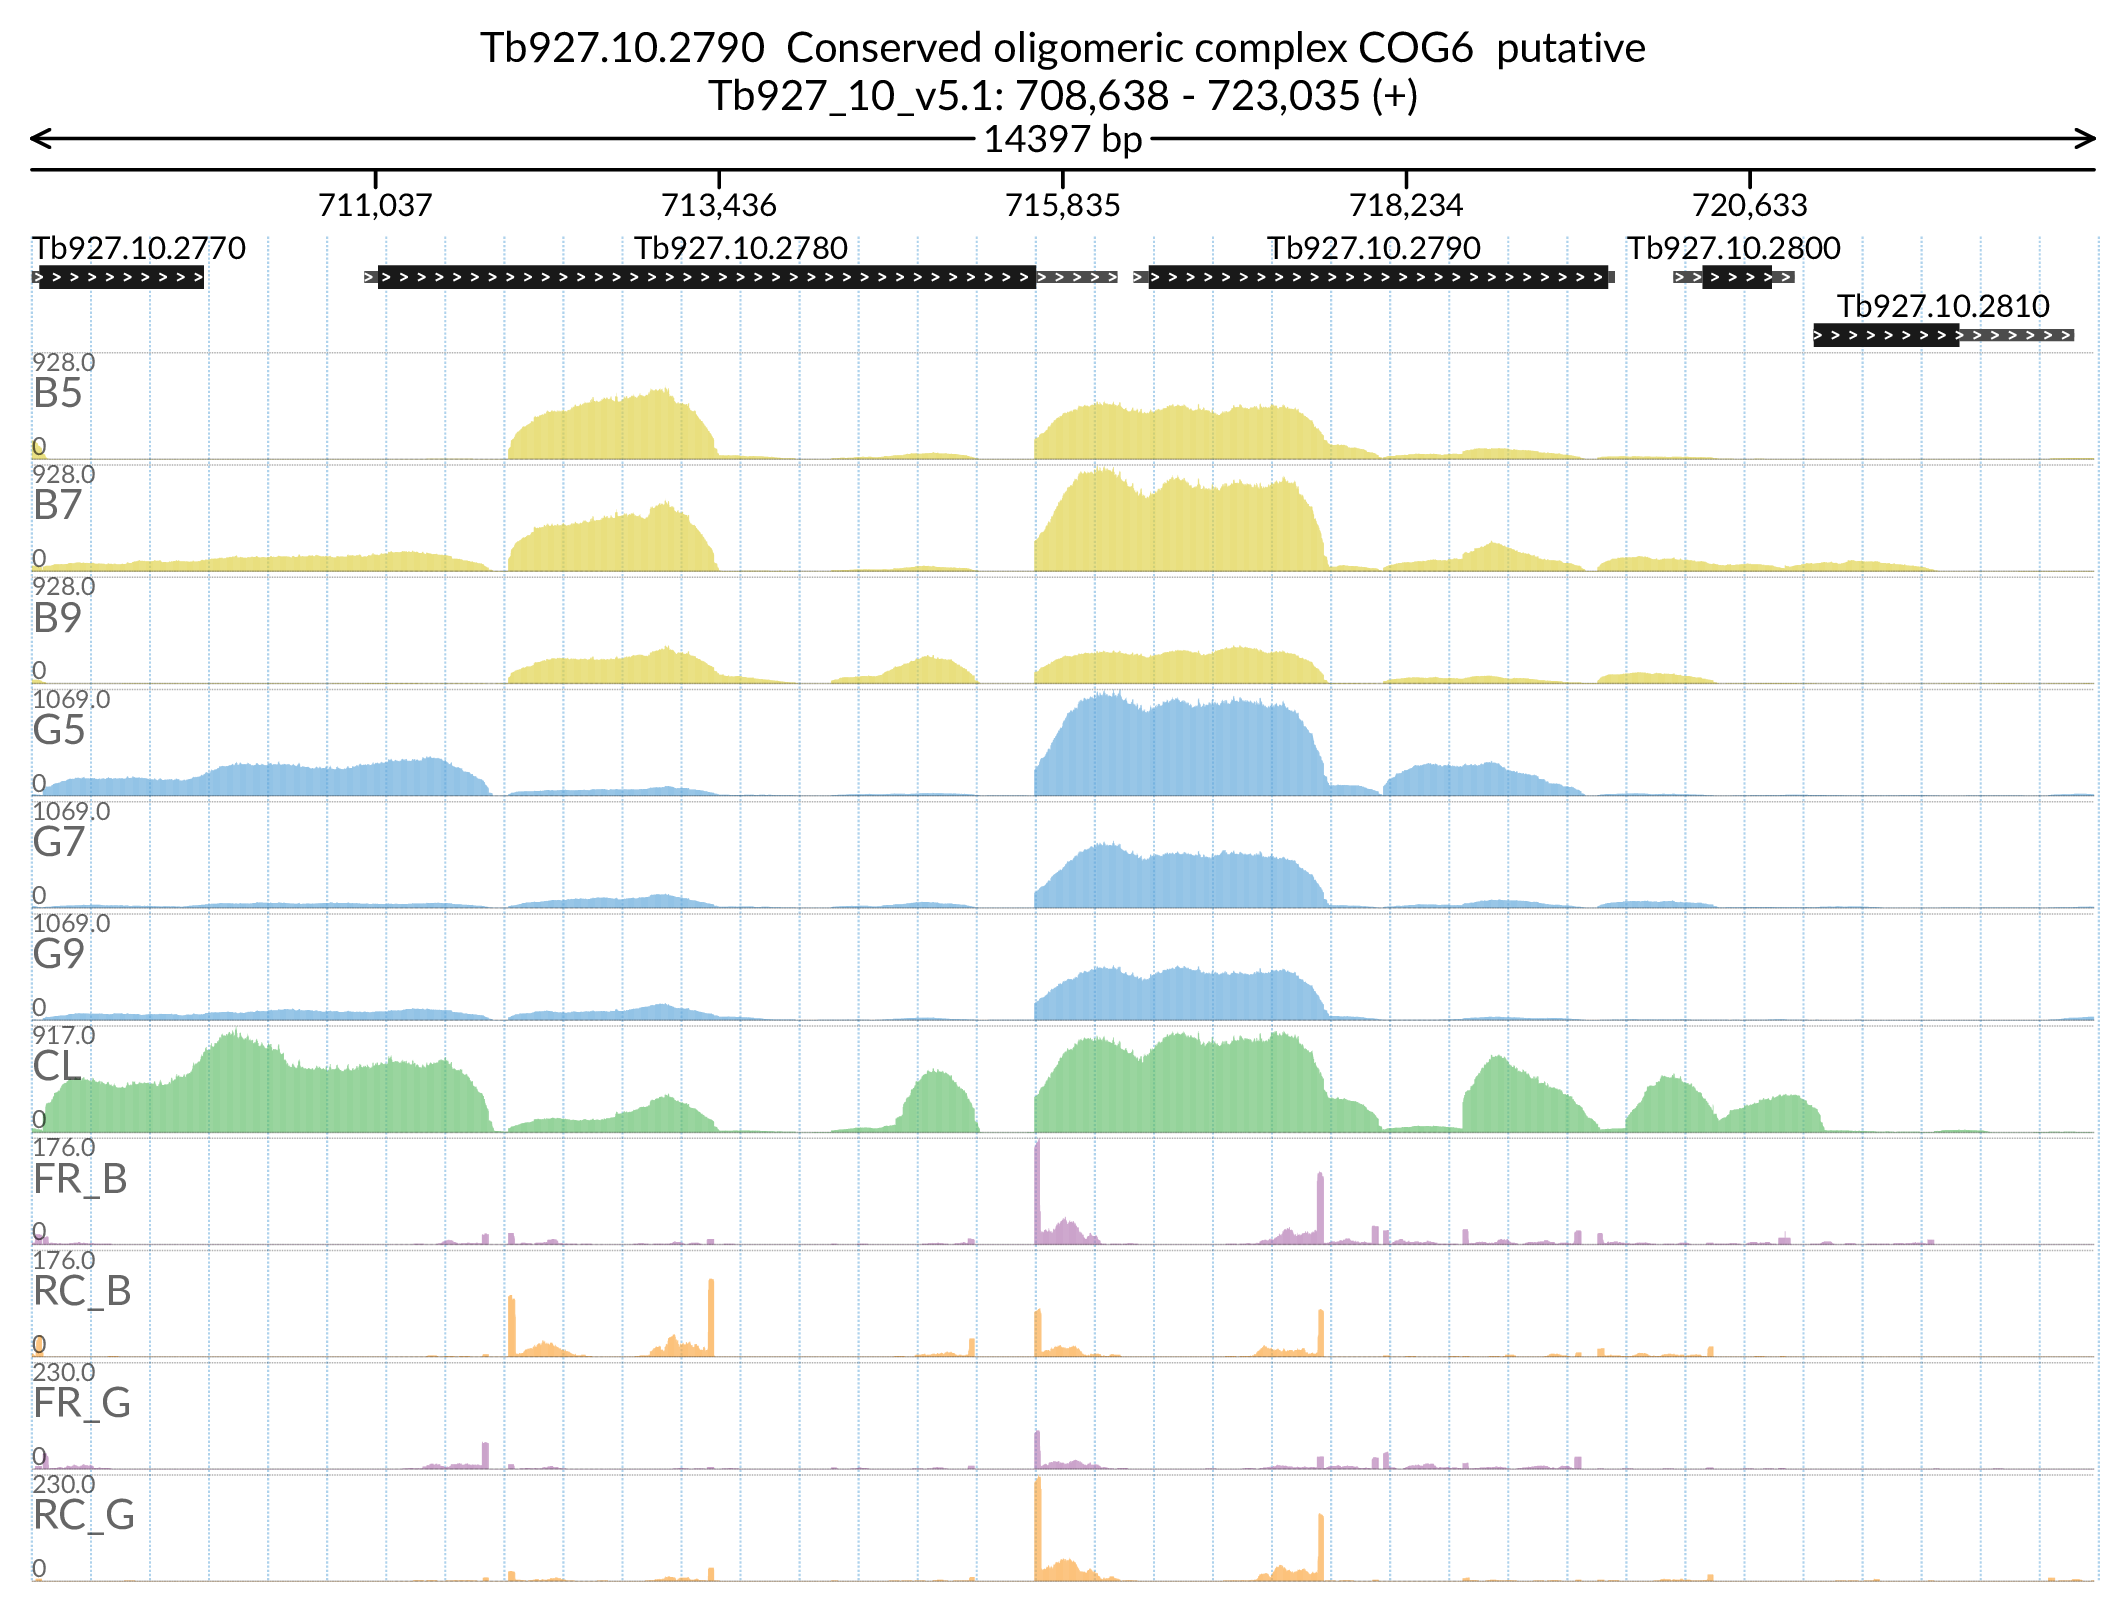 Tb927.10.2790  Conserved oligomeric complex COG6  putative
Tb927_10_v5.1: 708,638 - 723,035 (+)
14397 bp
711,037 713,436 715,835 718,234 720,633
Tb927.10.2770 Tb927.10.2780 Tb927.10.2790 Tb927.10.2800
Tb927.10.2810
928.0
B5
0
928.0
B7
0
928.0
B9
0
1069.0
G5
0
1069.0
G7
0
1069.0
G9
0
917.0
CL
0
176.0
FR_B
0
176.0
RC_B
0
230.0
FR_G
0
230.0
RC_G
0